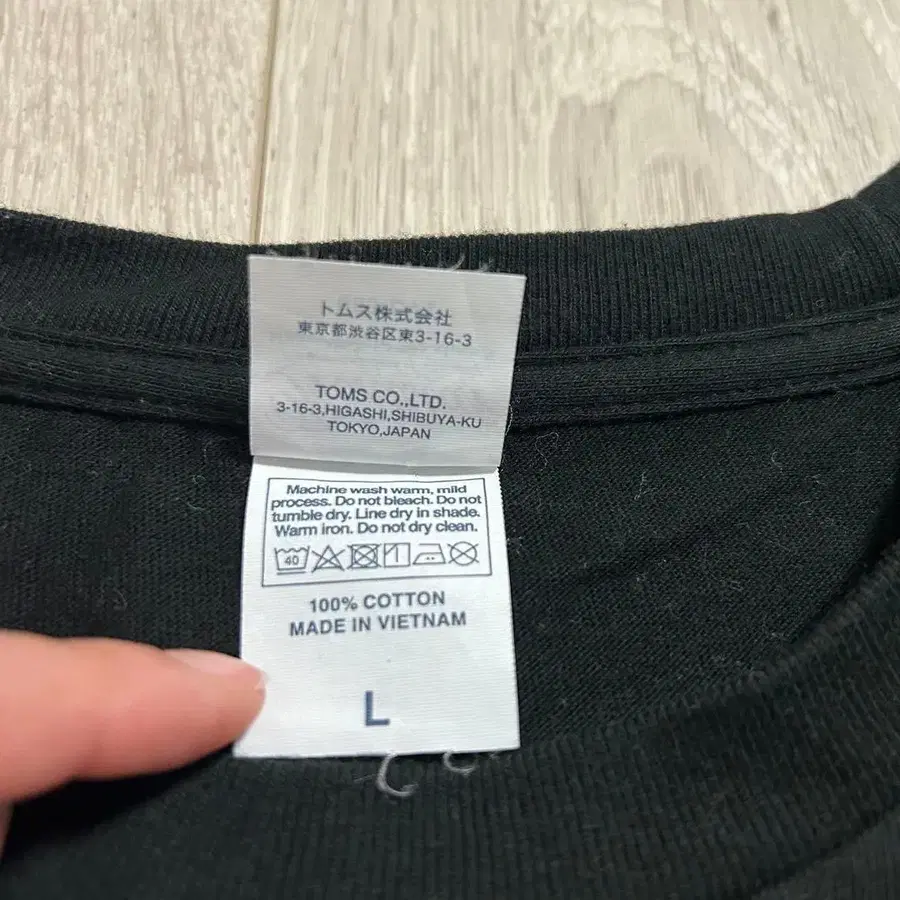 トムス株式会社
東京都渋谷区東3-16-3
TOMS CO.,LTD.
3-16-3,HIGASHI,SHIBUYA-KU
TOKYO,JAPAN
Machine wash warm, mild
process. Do not bleach. Do not
tumble dry. Line dry in shade.
Warm iron. Do not dry clean.
40
100% COTTON
MADE IN VIETNAM
L